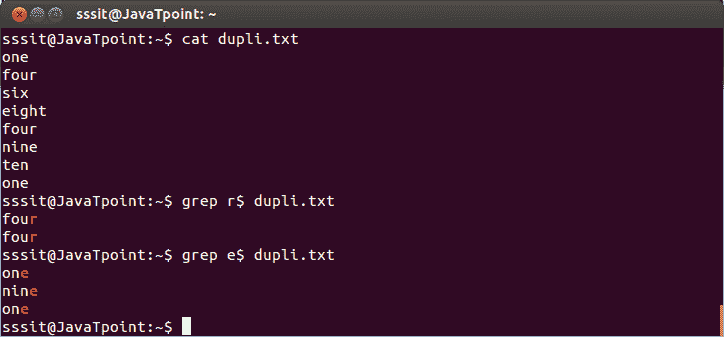 sssit@JavaTpoint: ~
sssit@JavaTpoint:~$ cat dupli.txt
one
four
six
eight
four
nine
ten
one
sssit@JavaTpoint:~$ grep r$ dupli.txt
four
four
sssit@JavaTpoint:~$ grep e$ dupli.txt
one
nine
one
sssit@JavaTpoint:~$